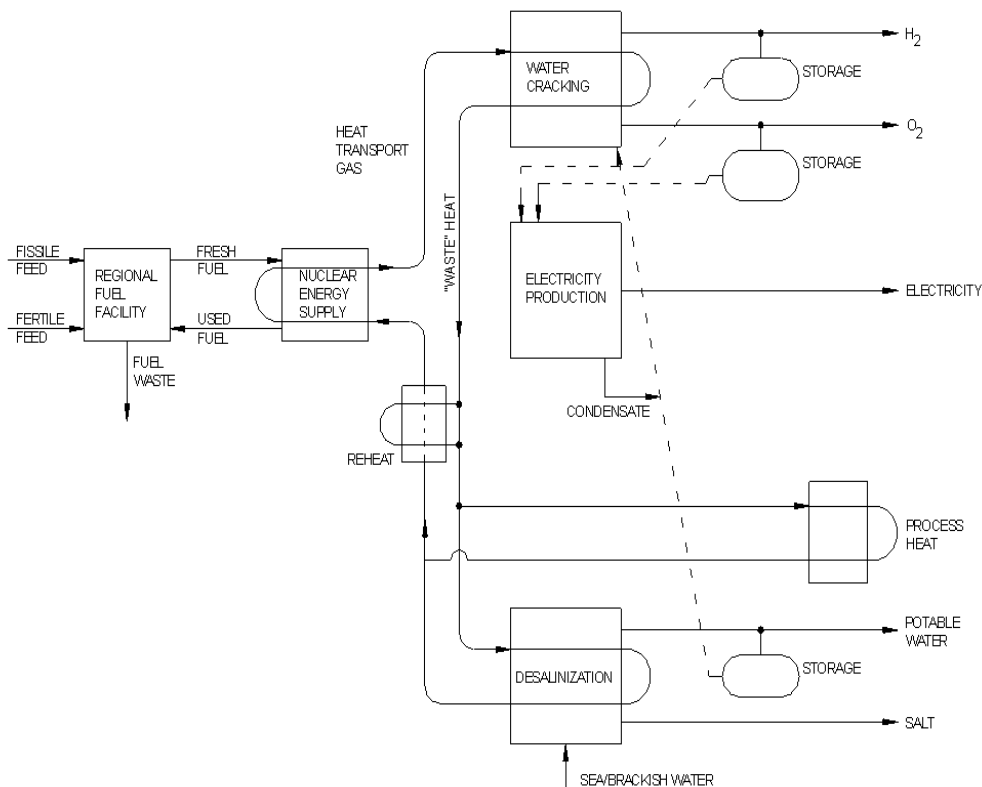 H2
WATER
CRACKING
STORAGE
HEAT
TRANSPORT
GAS
O2
STORAGE
"WASTE" HEAT
FISSILE
FEED
FRESH
FUEL
REGIONAL
FUEL
FACILITY
NUCLEAR
ENERGY
SUPPLY
ELECTRICITY
PRODUCTION
ELECTRICITY
FERTILE
FEED
USED
FUEL
FUEL
WASTE
CONDENSATE
REHEAT
PROCESS
HEAT
POTABLE
WATER
DESALINIZATION
STORAGE
SALT
SEA/BRACKISH WATER